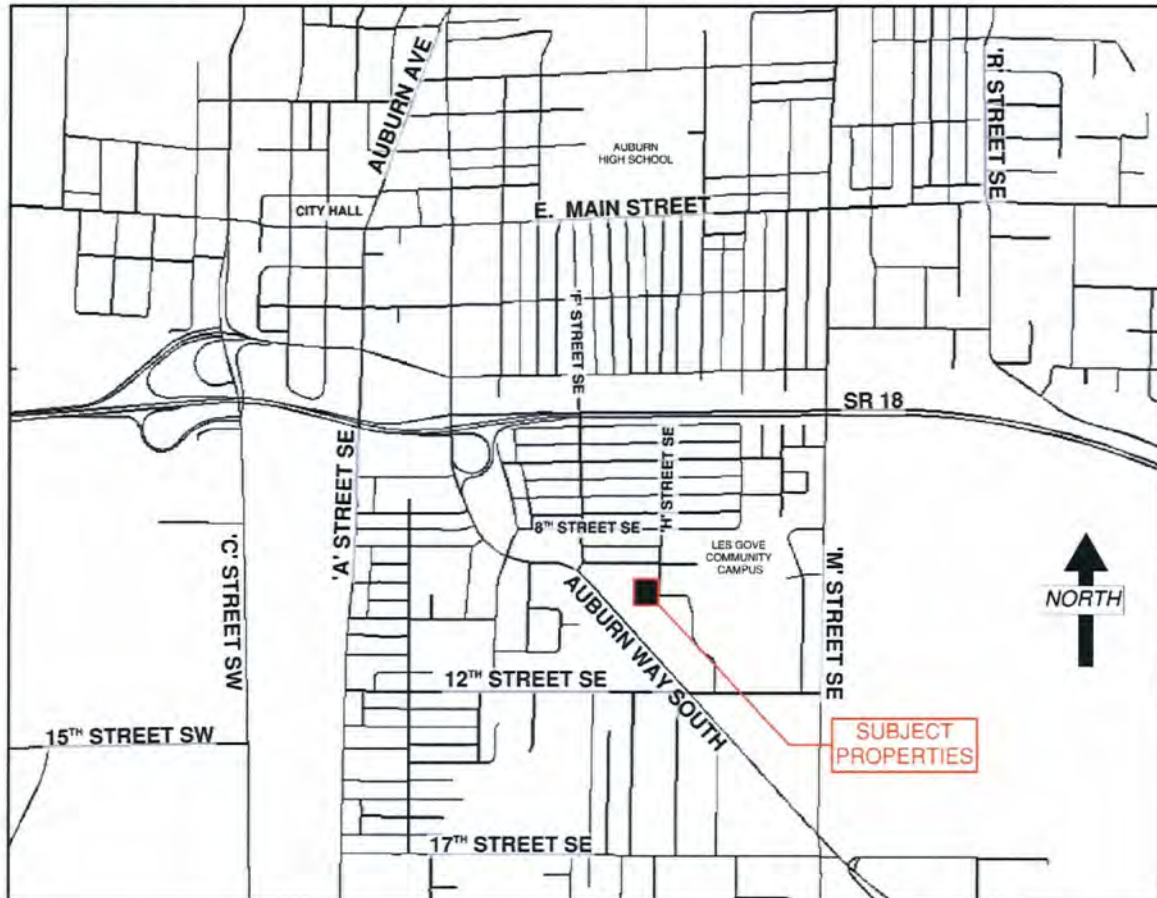 AUBURN AVE
'R' STREET SE
AUBURN
HIGH SCHOOL
CITY HALL
E. MAIN STREET
'F' STREET SE
SR 18
'A' STREET SE
'H' STREET SE
8TH STREET SE
LES GOVE
COMMUNITY
CAMPUS
'C' STREET SW
'M' STREET SE
AUBURN WAY SOUTH
NORTH
12TH STREET SE
15TH STREET SW
SUBJECT
PROPERTIES
17TH STREET SE